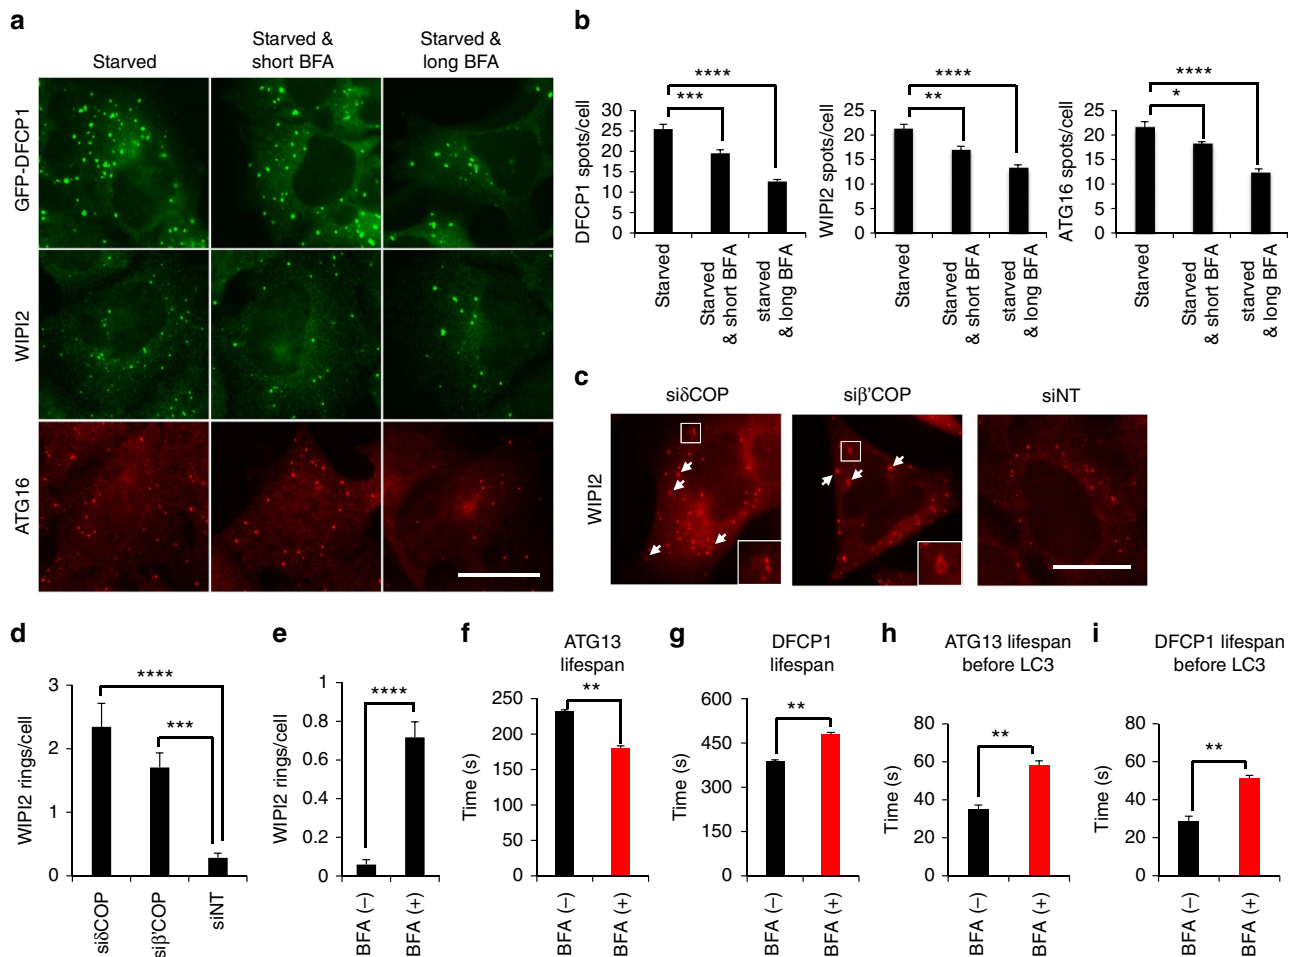 a
Starved
Starved &
short BFA
Starved &
long BFA
GFP-DFCP1
WIPI2
ATG16
b
****
***
30
25
20
15
10
5
0
DFCP1 spots/cell
Starved
Starved
& short BFA
starved
& long BFA
****
**
25
20
15
10
5
0
WIPI2 spots/cell
Starved
Starved
& short BFA
starved
& long BFA
****
*
25
20
15
10
5
0
ATG16 spots/cell
Starved
Starved
& short BFA
starved
& long BFA
c
siδCOP
siβ'COP
siNT
WIPI2
d
****
***
3
2
1
0
WIPI2 rings/cell
siδCOP
siβ'COP
siNT
e
****
1
0.8
0.6
0.4
0.2
0
WIPI2 rings/cell
BFA (–)
BFA (+)
f
ATG13
lifespan
**
250
200
150
100
50
0
Time (s)
BFA (–)
BFA (+)
g
DFCP1
lifespan
**
600
450
300
150
0
Time (s)
BFA (–)
BFA (+)
h
ATG13 lifespan
before LC3
**
80
60
40
20
0
Time (s)
BFA (–)
BFA (+)
i
DFCP1 lifespan
before LC3
**
80
60
40
20
0
Time (s)
BFA (–)
BFA (+)